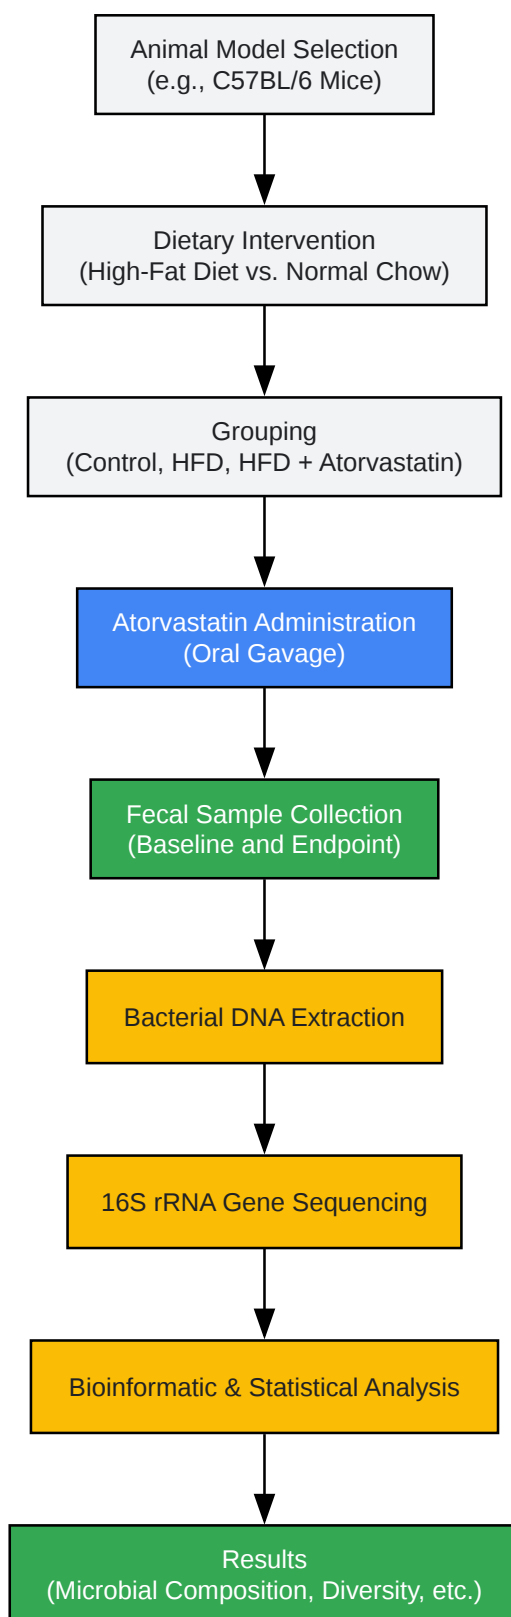 Animal Model Selection
(e.g., C57BL/6 Mice)
Dietary Intervention
(High-Fat Diet vs. Normal Chow)
Grouping
(Control, HFD, HFD + Atorvastatin)
Atorvastatin Administration
(Oral Gavage)
Fecal Sample Collection
(Baseline and Endpoint)
Bacterial DNA Extraction
16S rRNA Gene Sequencing
Bioinformatic & Statistical Analysis
Results
(Microbial Composition, Diversity, etc.)